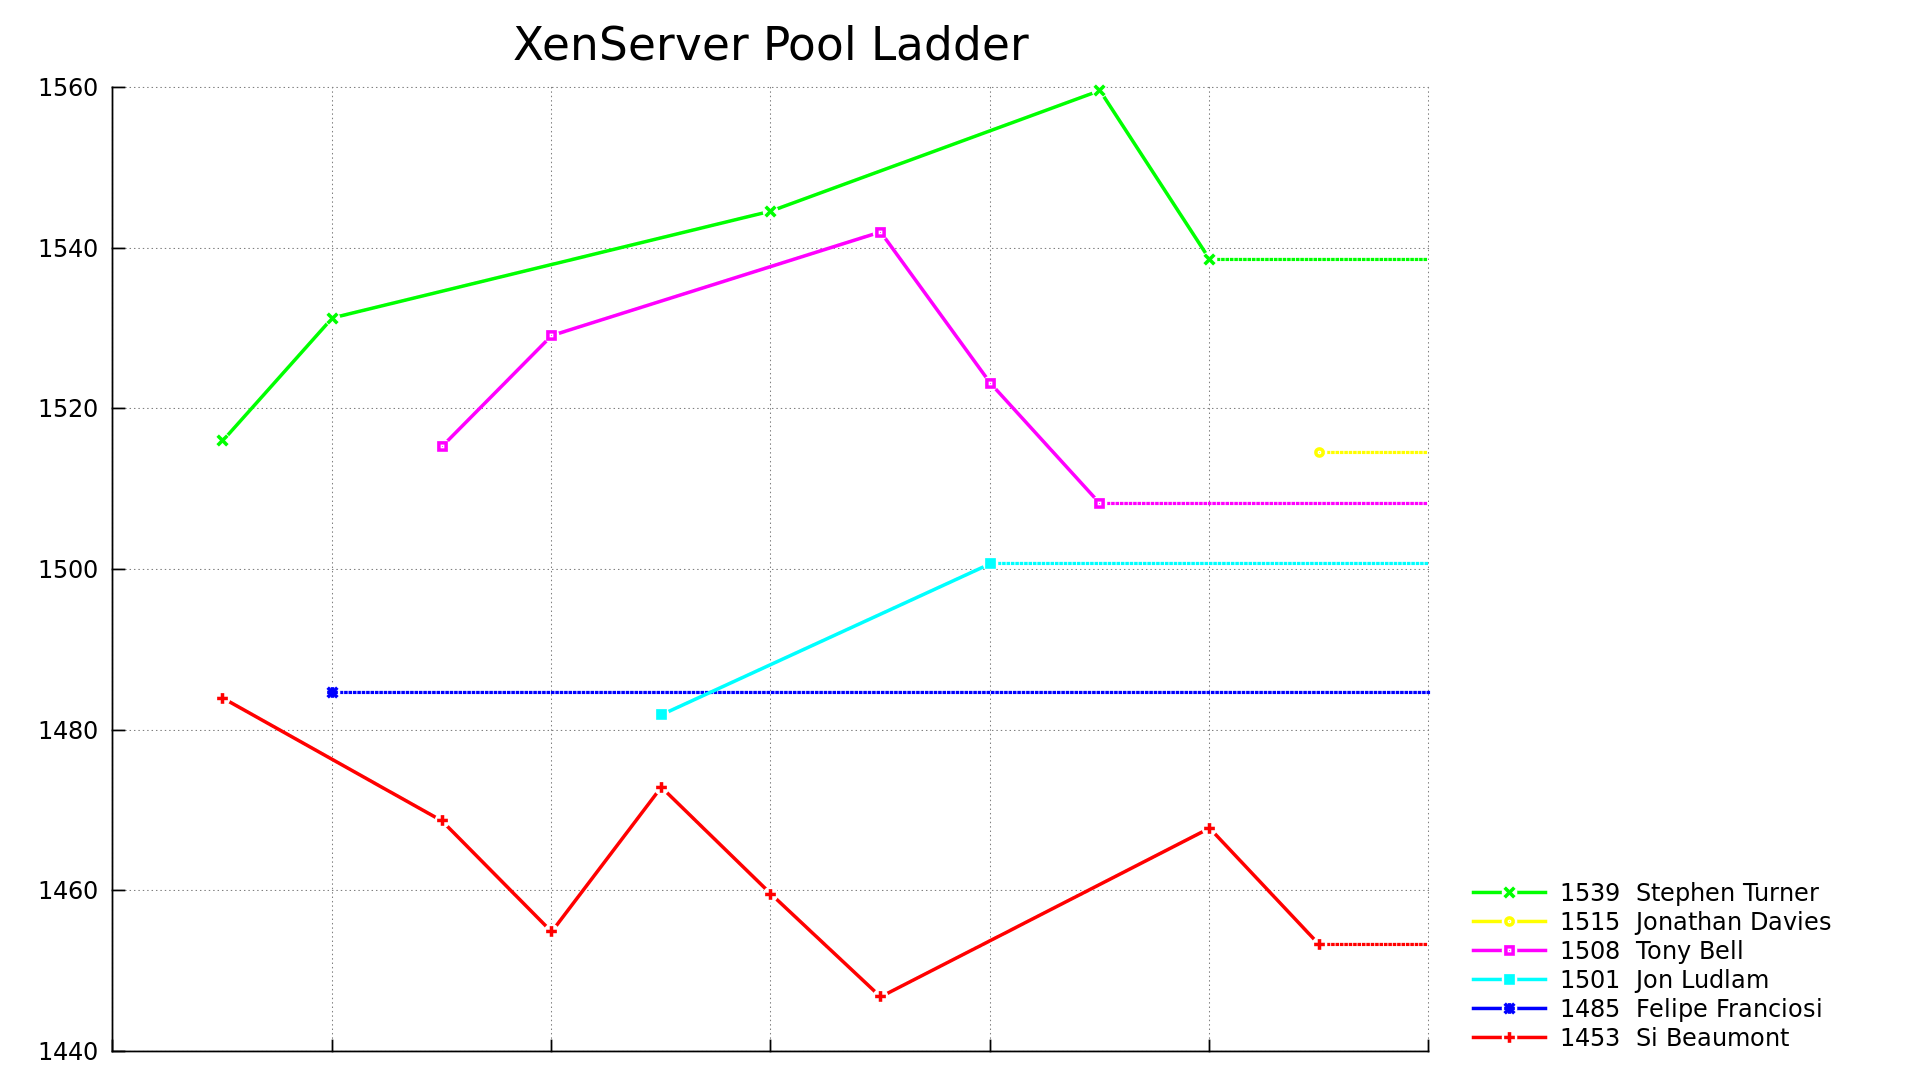 XenServer Pool Ladder
1560
1540
1520
1500
1480
1460
1440
1539 Stephen Turner
1515 Jonathan Davies
1508 Tony Bell
1501 Jon Ludlam
1485 Felipe Franciosi
1453 Si Beaumont